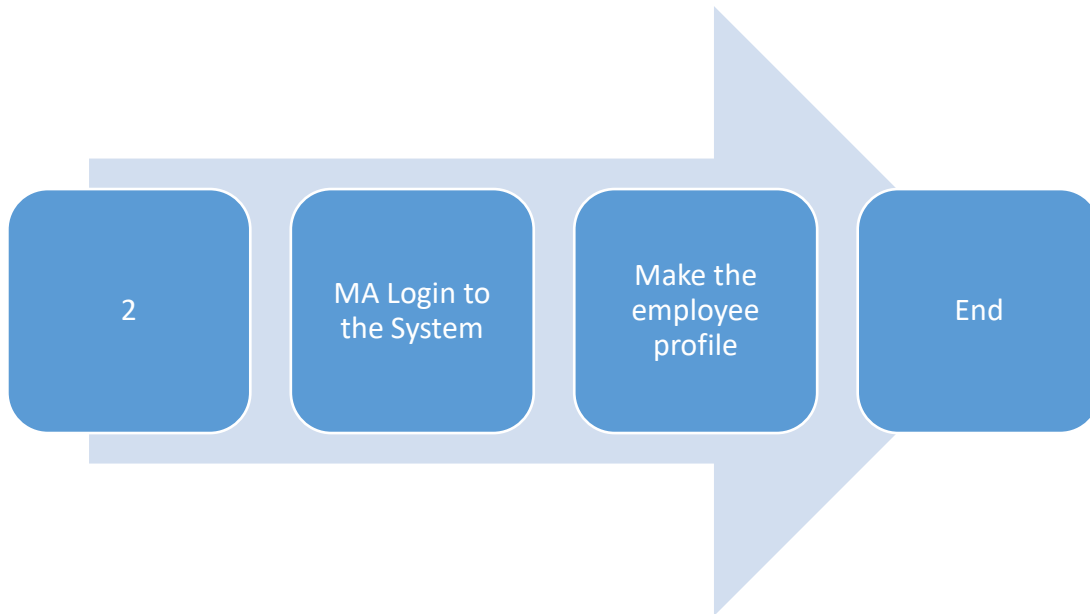 2
MA Login to
the System
Make the
employee
profile
End